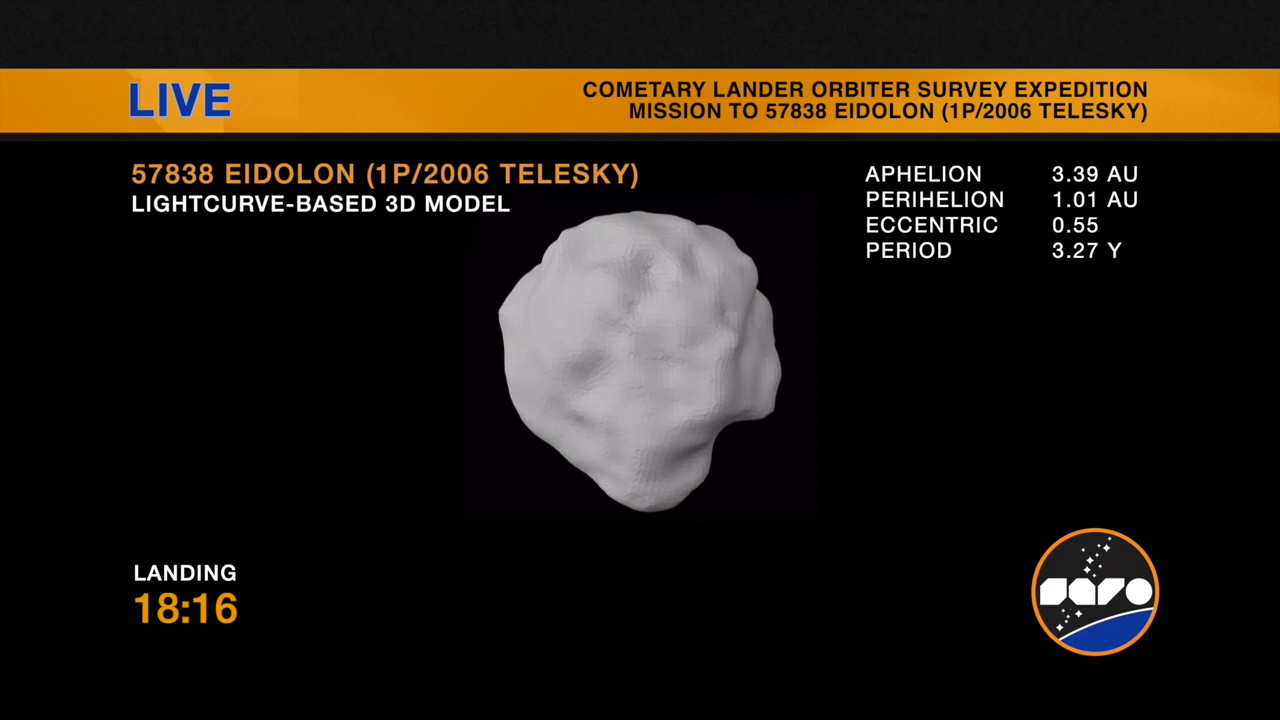 LIVE
COMETARY LANDER ORBITER SURVEY EXPEDITION
MISSION TO 57838 EIDOLON (1P/2006 TELESKY)
57838 EIDOLON (1P/2006 TELESKY)
LIGHTCURVE-BASED 3D MODEL
APHELION 3.39 AU
PERIHELION 1.01 AU
ECCENTRIC 0.55
PERIOD 3.27 Y
LANDING
18:16